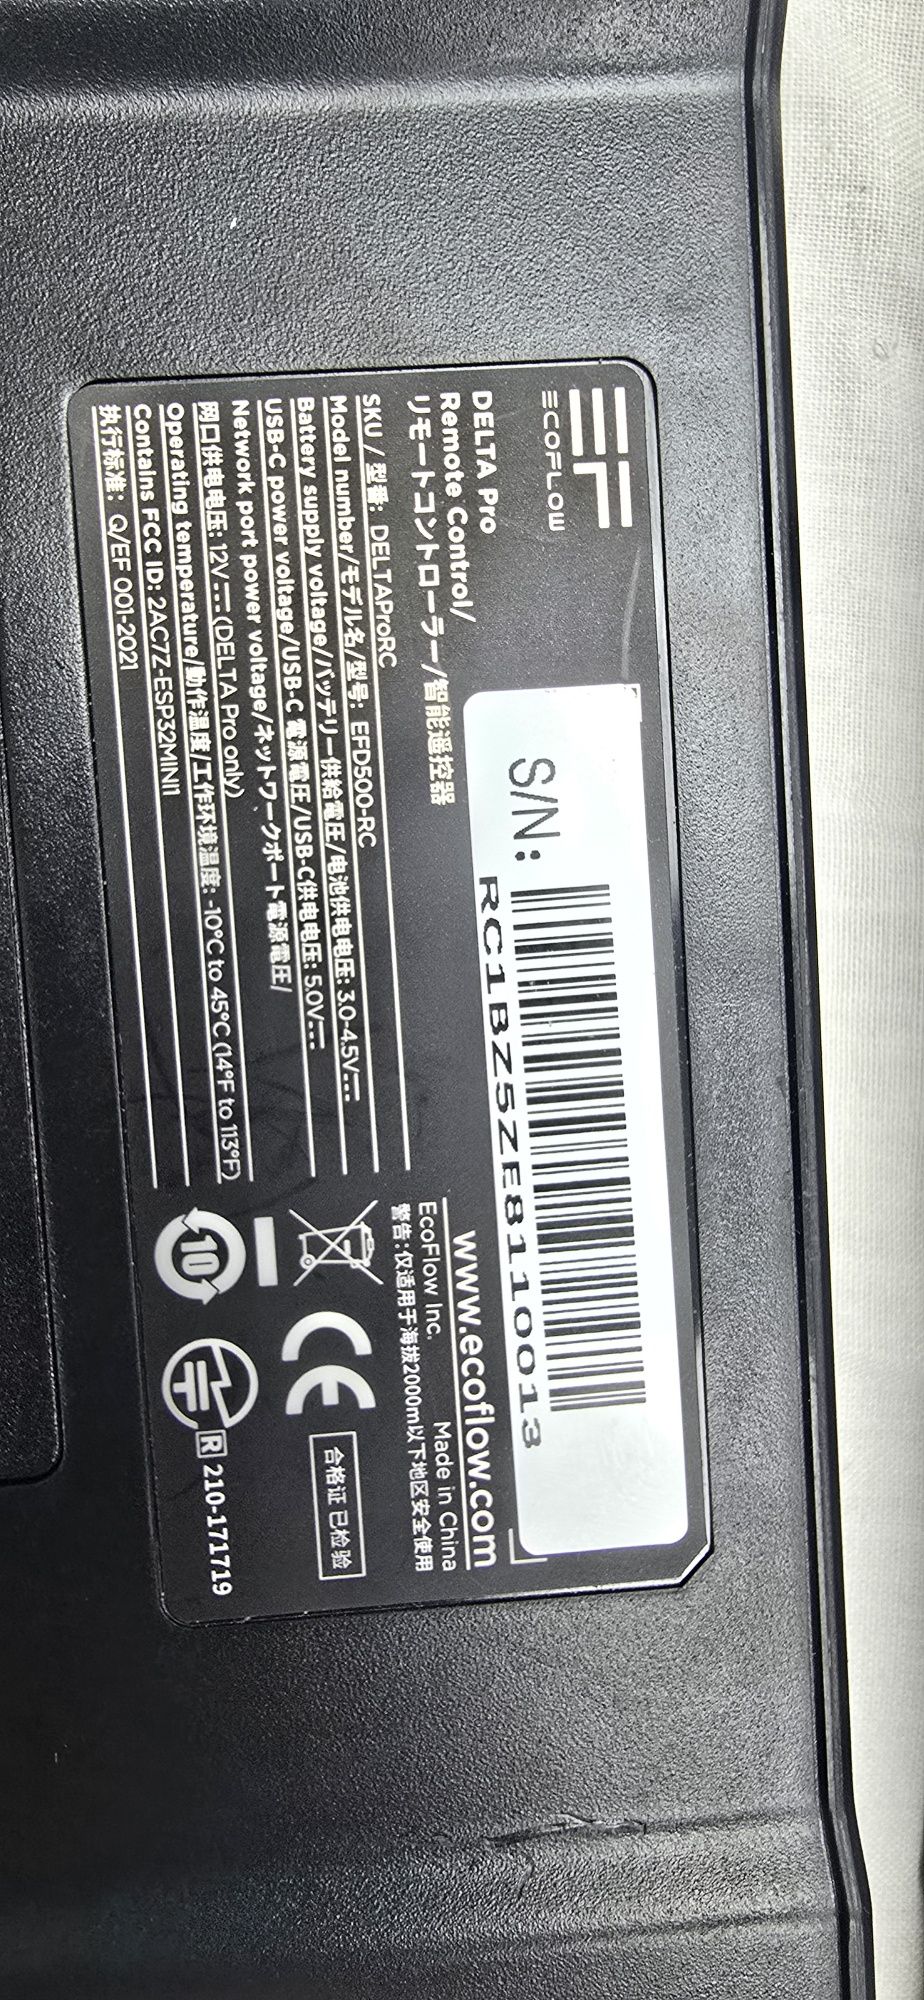 EF
ECOFLOW
DELTA Pro
Remote Control/
リモートコントローラー/智能遥控器
S/N:
RC1BZ5ZE8110013
SKU / 型番: DELTAProRC
Model number/モデル名/型号: EFD500-RC
Battery supply voltage/バッテリー供給電圧/电池供电电压: 3.0-4.5V⎓
USB-C power voltage/USB-C 電源電圧/USB-C供电电压: 5.0V⎓
Network port power voltage/ネットワークポート電源電圧/
网口供电电压: 12V⎓ (DELTA Pro only)
Operating temperature/動作温度/工作环境温度: -10°C to 45°C (14°F to 113°F)
Contains FCC ID: 2AC7Z-ESP32MINI1
执行标准: Q/EF 001-2021
www.ecoflow.com
EcoFlow Inc. Made in China
警告:仅适用于海拔2000m以下地区安全使用
CE
合格证 已检验
10
R 210-171719